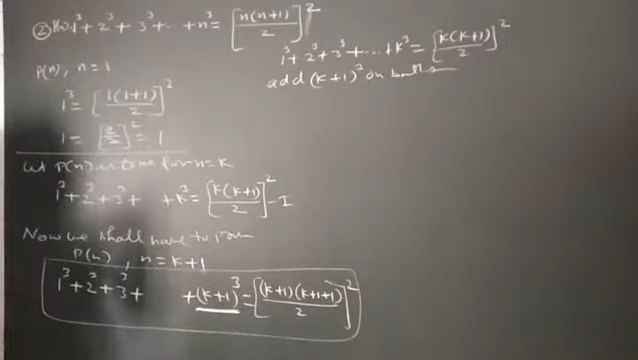 ② P(n): 1³+2³+3³+..+n³=[n(n+1)/2]²
P(n), n=1
1³=[1(1+1)/2]²
1=[2/2]²=1
Let P(n) is true for n=k
1³+2³+3³+ +k³=[k(k+1)/2]²-I
Now we shall have to prove
P(n), n=k+1
1³+2³+3³+ +(k+1)³=[(k+1)(k+1+1)/2]²
1³+2³+3³+...+k³=[k(k+1)/2]²
add (k+1)³ on both